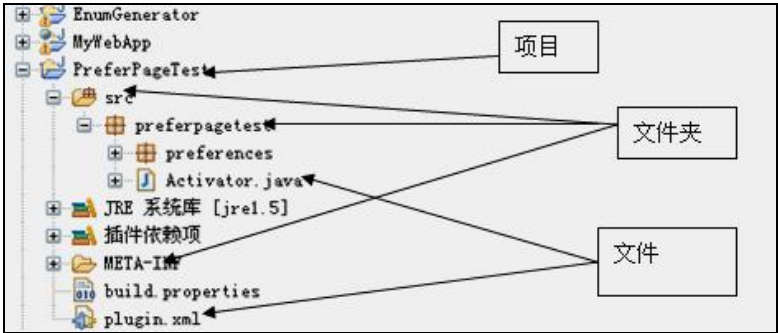 EnumGenerator
MyWebApp
项目
PreferPageTest
src
preferpagetest
文件夹
preferences
Activator.java
JRE 系统库 [jre1.5]
插件依赖项
文件
META-INF
build.properties
plugin.xml